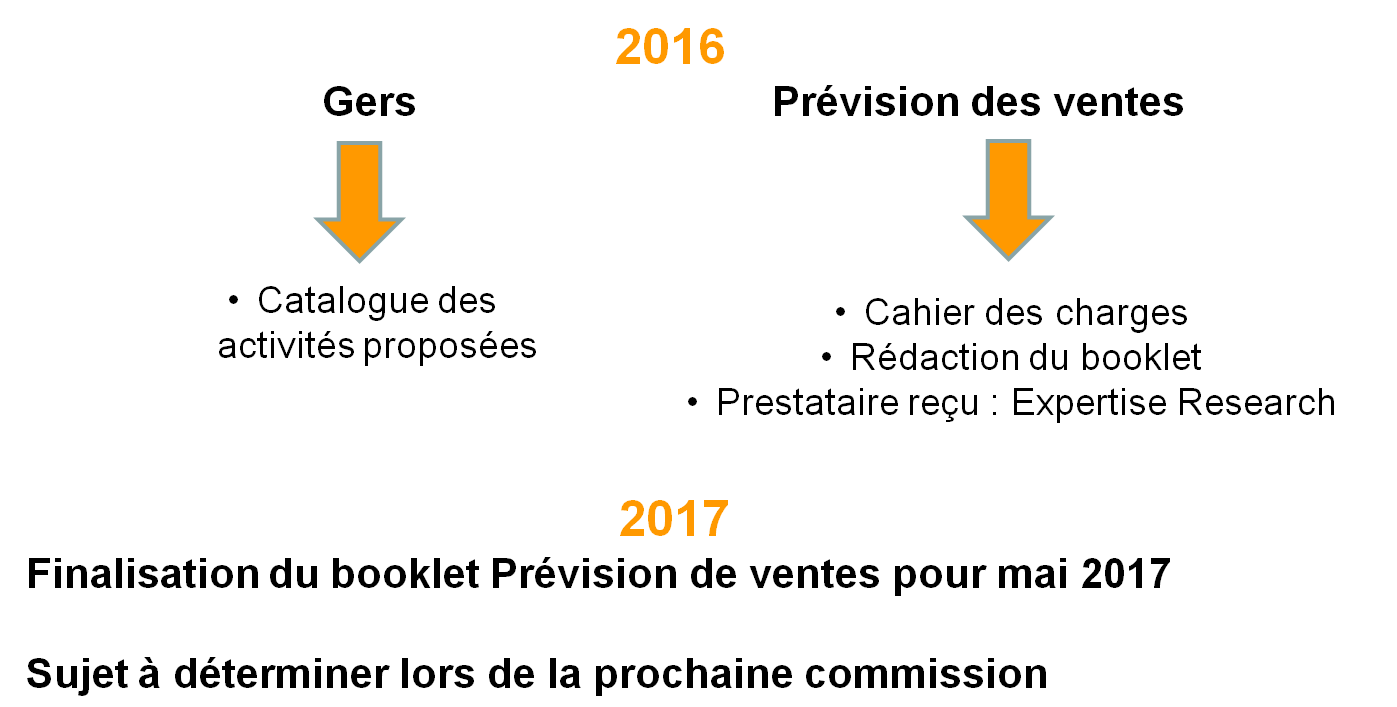 2016
Gers
Prévision des ventes
• Catalogue des
activités proposées
• Cahier des charges
• Rédaction du booklet
• Prestataire reçu : Expertise Research
2017
Finalisation du booklet Prévision de ventes pour mai 2017
Sujet à déterminer lors de la prochaine commission